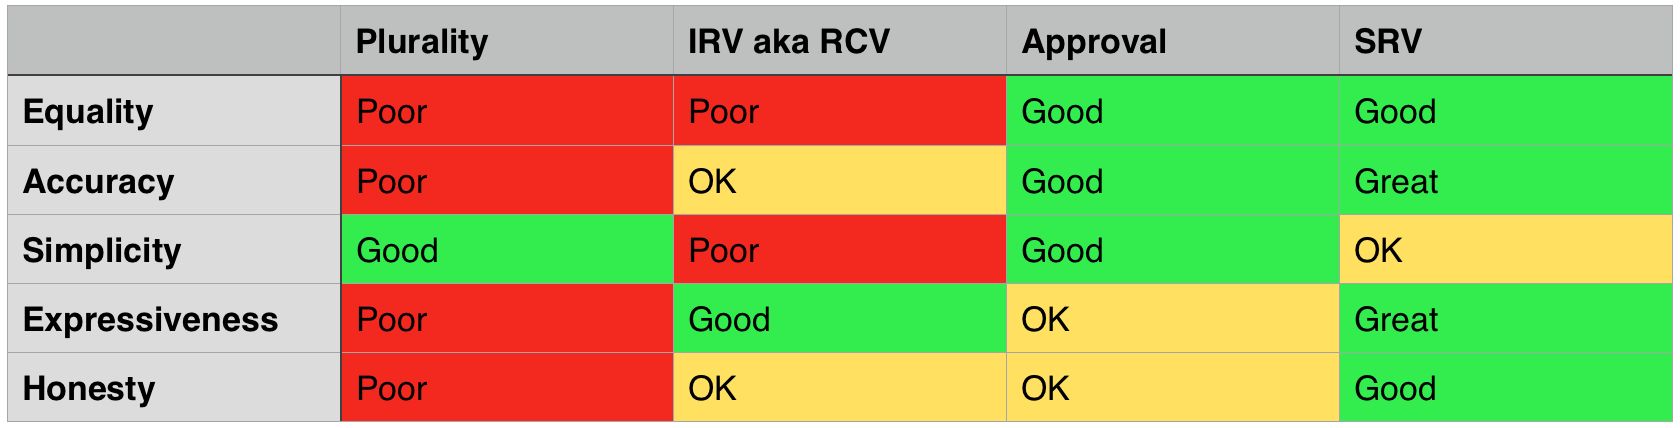 Plurality IRV aka RCV Approval SRV
Equality Poor Poor Good Good
Accuracy Poor OK Good Great
Simplicity Good Poor Good OK
Expressiveness Poor Good OK Great
Honesty Poor OK OK Good